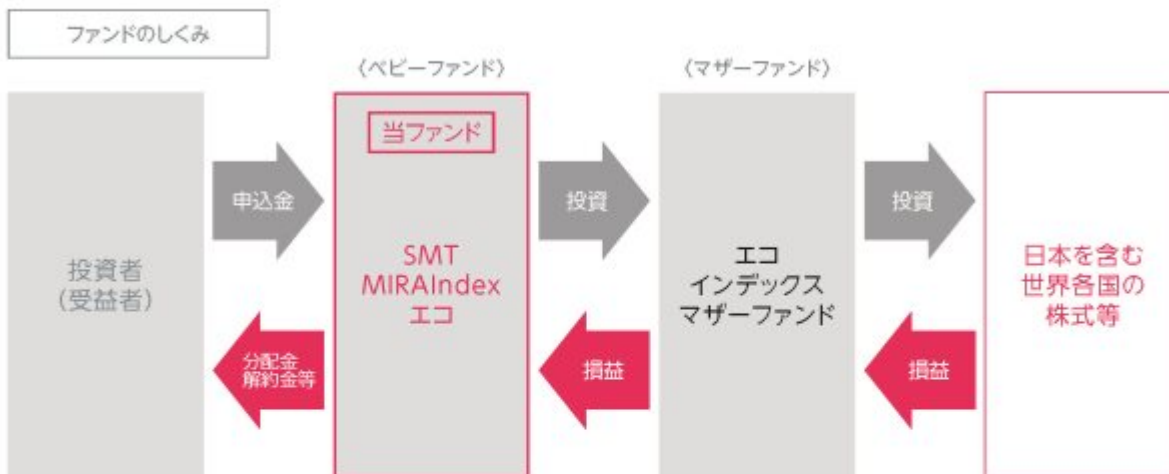 ファンドのしくみ
〈ベビーファンド〉
〈マザーファンド〉
投資者
(受益者)
申込金
分配金
解約金等
当ファンド
SMT
MIRAIndex
エコ
投資
損益
エコ
インデックス
マザーファンド
投資
損益
日本を含む
世界各国の
株式等